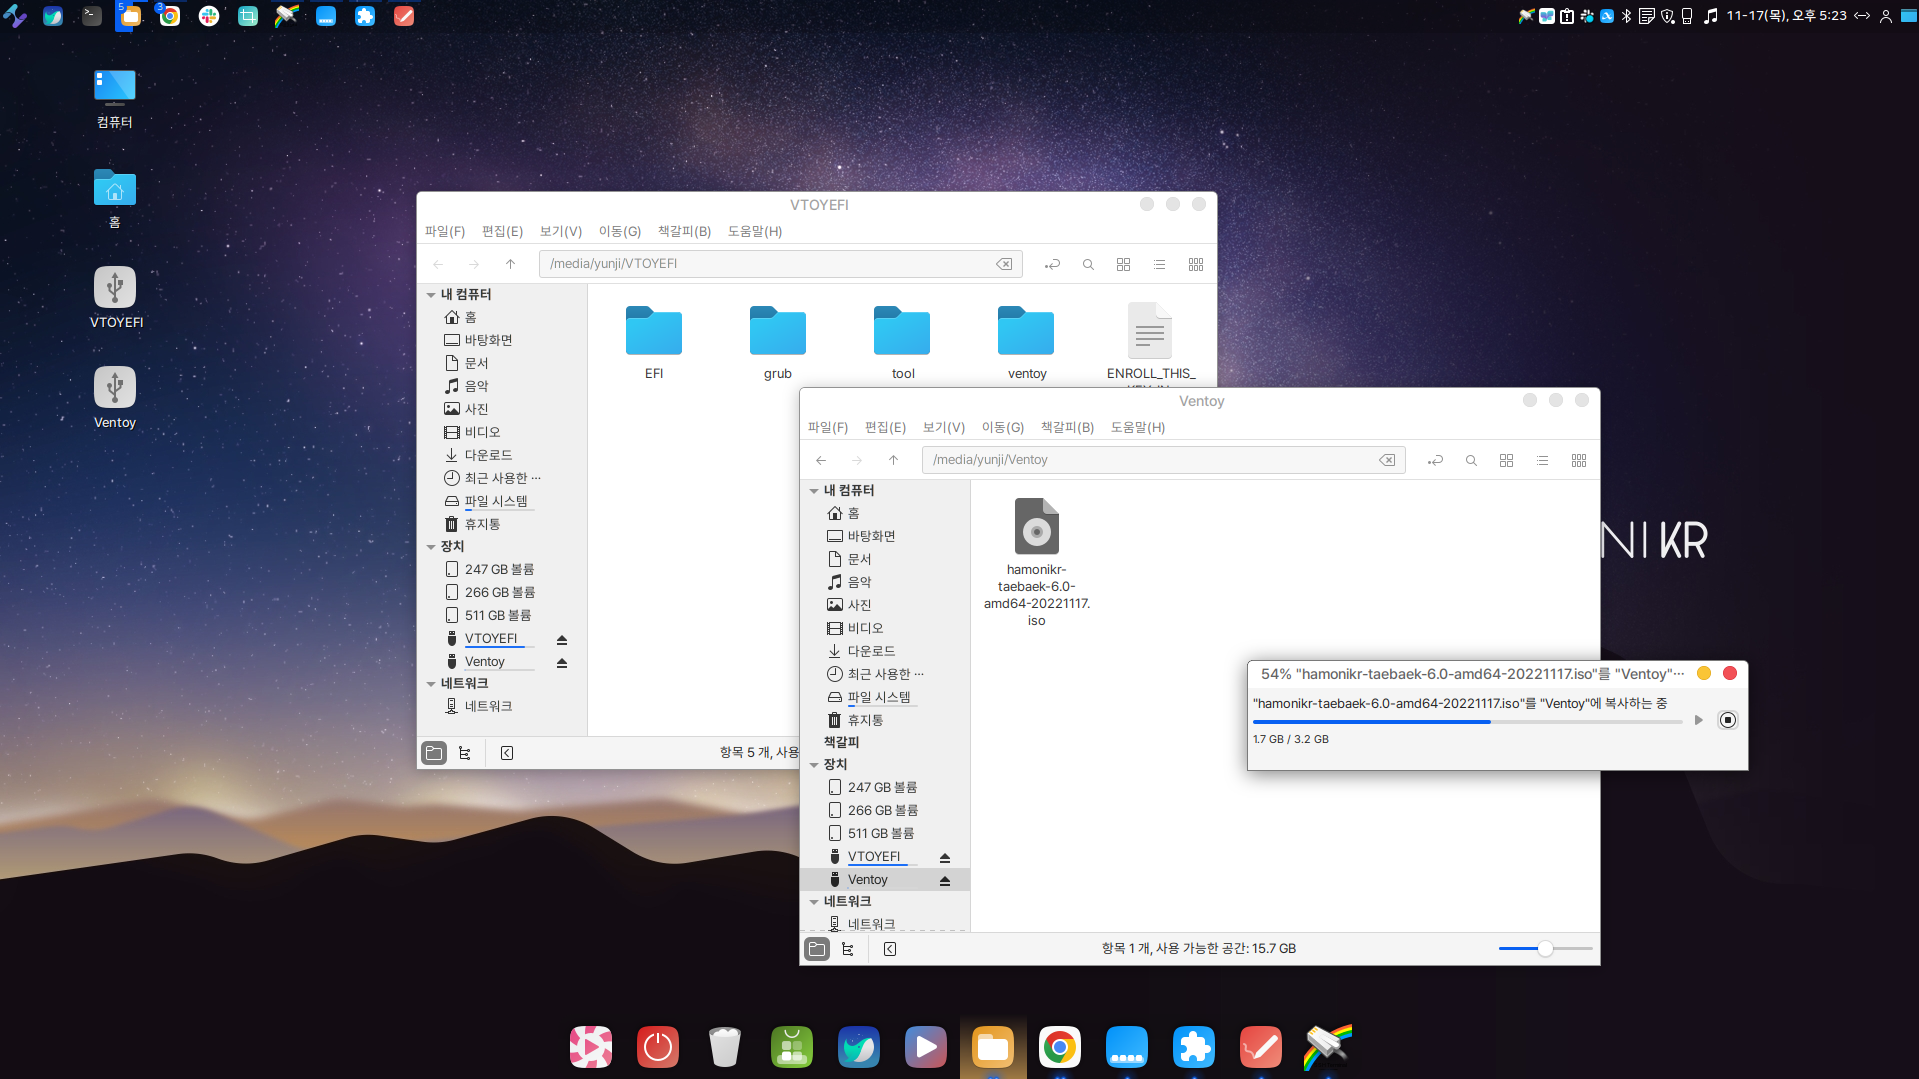 5
3
11-17(목), 오후 5:23
컴퓨터
홈
VTOYEFI
Ventoy
VTOYEFI
파일(F) 편집(E) 보기(V) 이동(G) 책갈피(B) 도움말(H)
/media/yunji/VTOYEFI
내 컴퓨터
홈
바탕화면
문서
음악
사진
비디오
다운로드
최근 사용한 ···
파일 시스템
휴지통
장치
247 GB 볼륨
266 GB 볼륨
511 GB 볼륨
VTOYEFI
Ventoy
네트워크
네트워크
EFI
grub
tool
ventoy
ENROLL_THIS_
항목 5 개, 사용
Ventoy
파일(F) 편집(E) 보기(V) 이동(G) 책갈피(B) 도움말(H)
/media/yunji/Ventoy
내 컴퓨터
홈
바탕화면
문서
음악
사진
비디오
다운로드
최근 사용한 ···
파일 시스템
휴지통
책갈피
장치
247 GB 볼륨
266 GB 볼륨
511 GB 볼륨
VTOYEFI
Ventoy
네트워크
네트워크
hamonikr-
taebaek-6.0-
amd64-20221117.
iso
항목 1 개, 사용 가능한 공간: 15.7 GB
NIKR
54% "hamonikr-taebaek-6.0-amd64-20221117.iso"를 "Ventoy"···
"hamonikr-taebaek-6.0-amd64-20221117.iso"를 "Ventoy"에 복사하는 중
1.7 GB / 3.2 GB